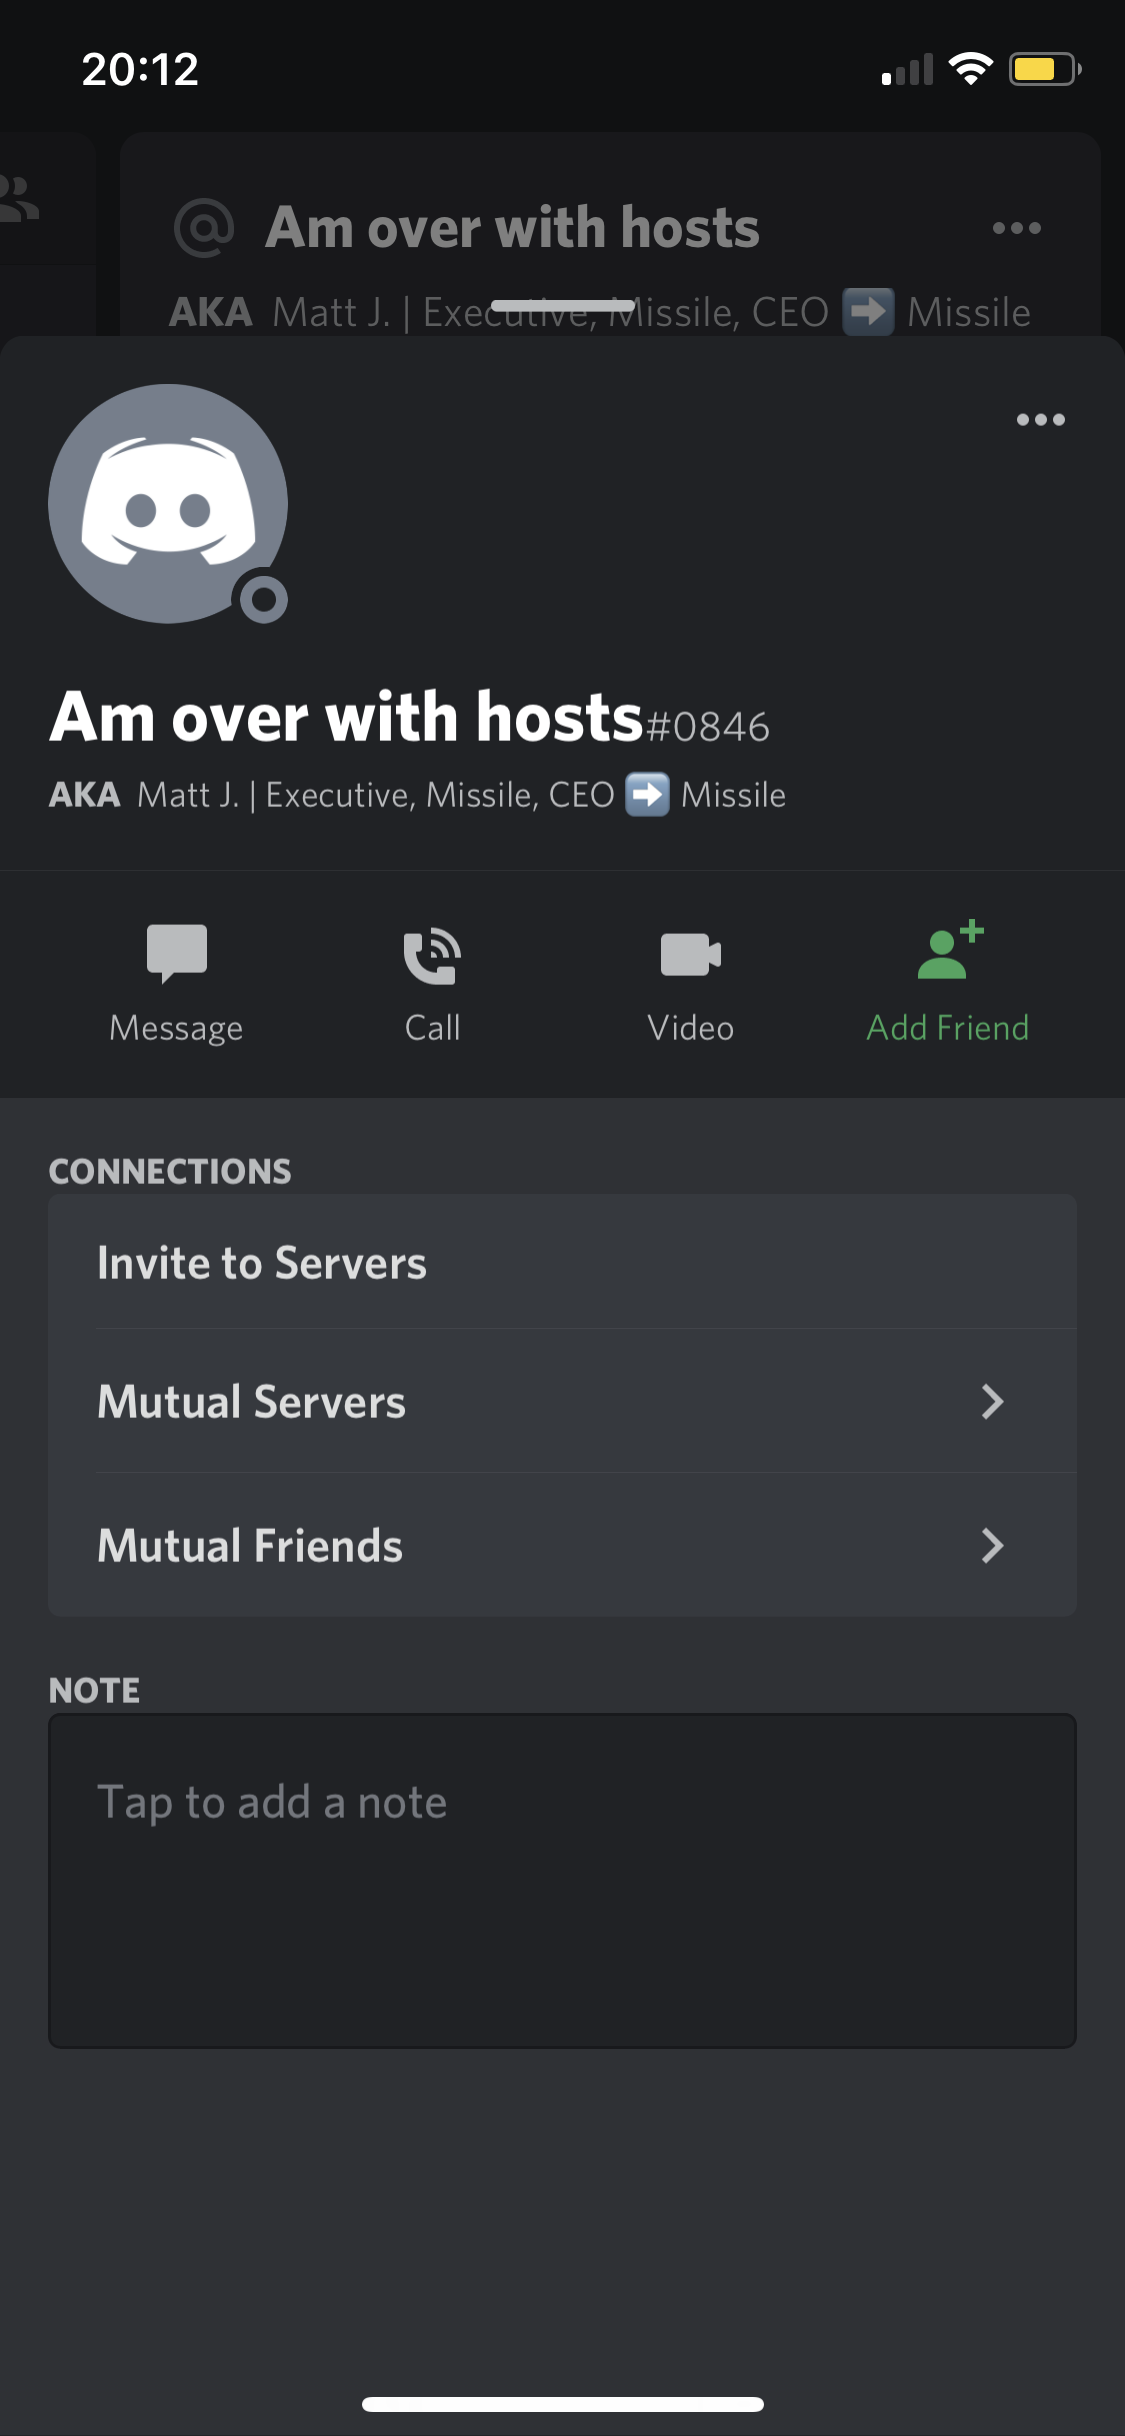 20:12
Am over with hosts
AKA Matt J. | Executive, Missile, CEO ➡️ Missile
Am over with hosts#0846
AKA Matt J. | Executive, Missile, CEO ➡️ Missile
Message Call Video Add Friend
CONNECTIONS
Invite to Servers
Mutual Servers
Mutual Friends
NOTE
Tap to add a note